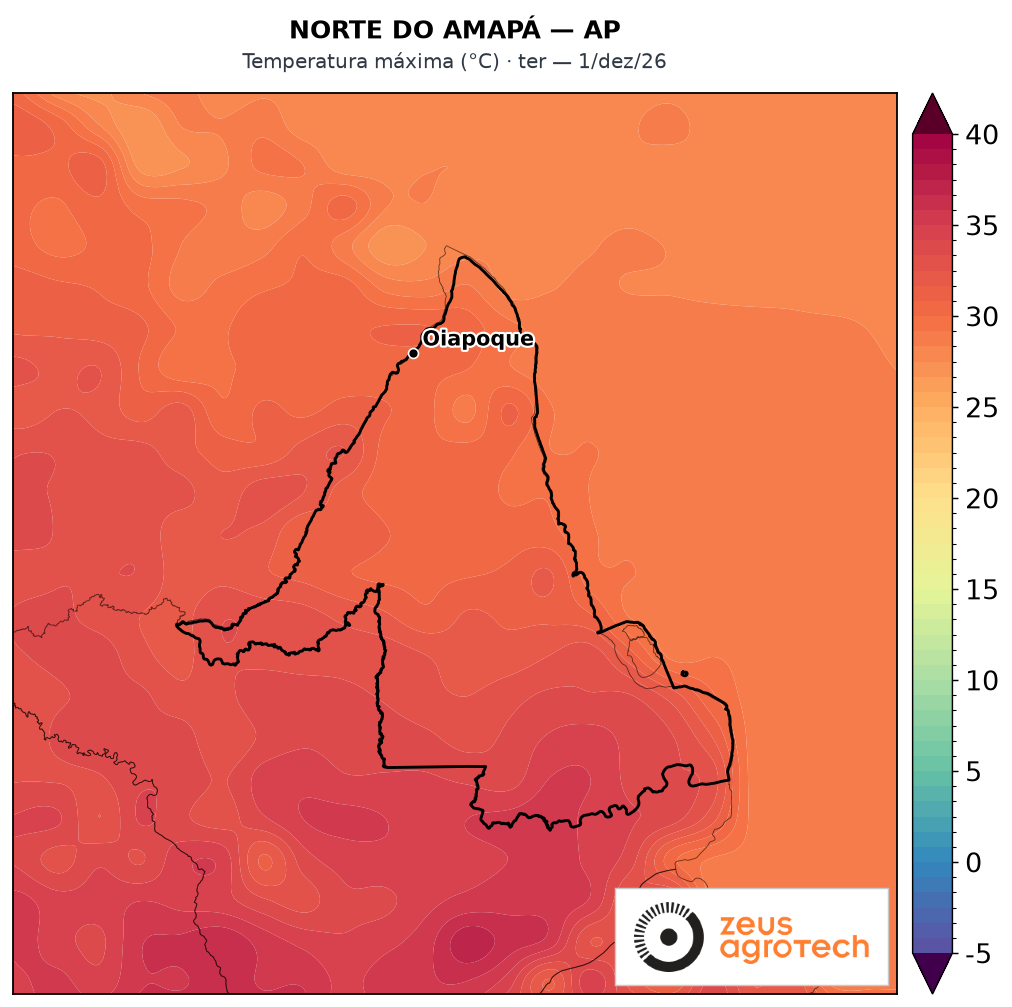 NORTE DO AMAPÁ — AP
Temperatura máxima (°C) · ter — 1/dez/26
Oiapoque
40
35
30
25
20
15
10
5
0
-5
zeus
agrotech